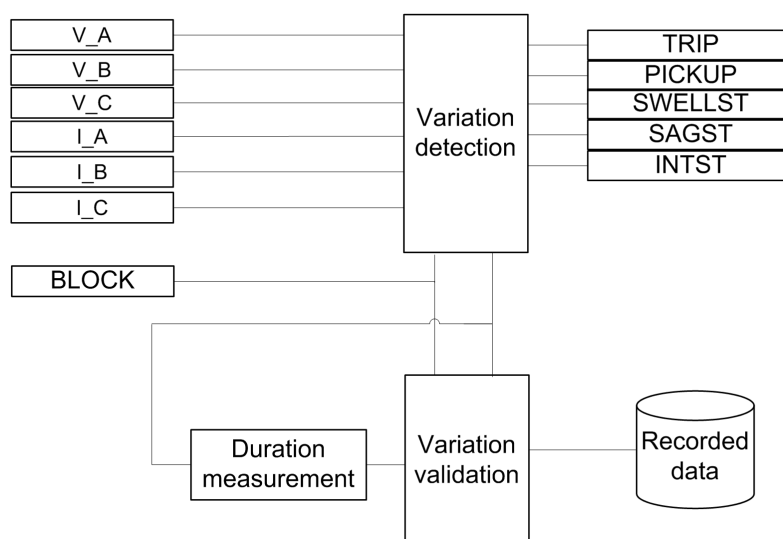 V_A
V_B
V_C
I_A
I_B
I_C
BLOCK
Variation
detection
TRIP
PICKUP
SWELLST
SAGST
INTST
Duration
measurement
Variation
validation
Recorded
data